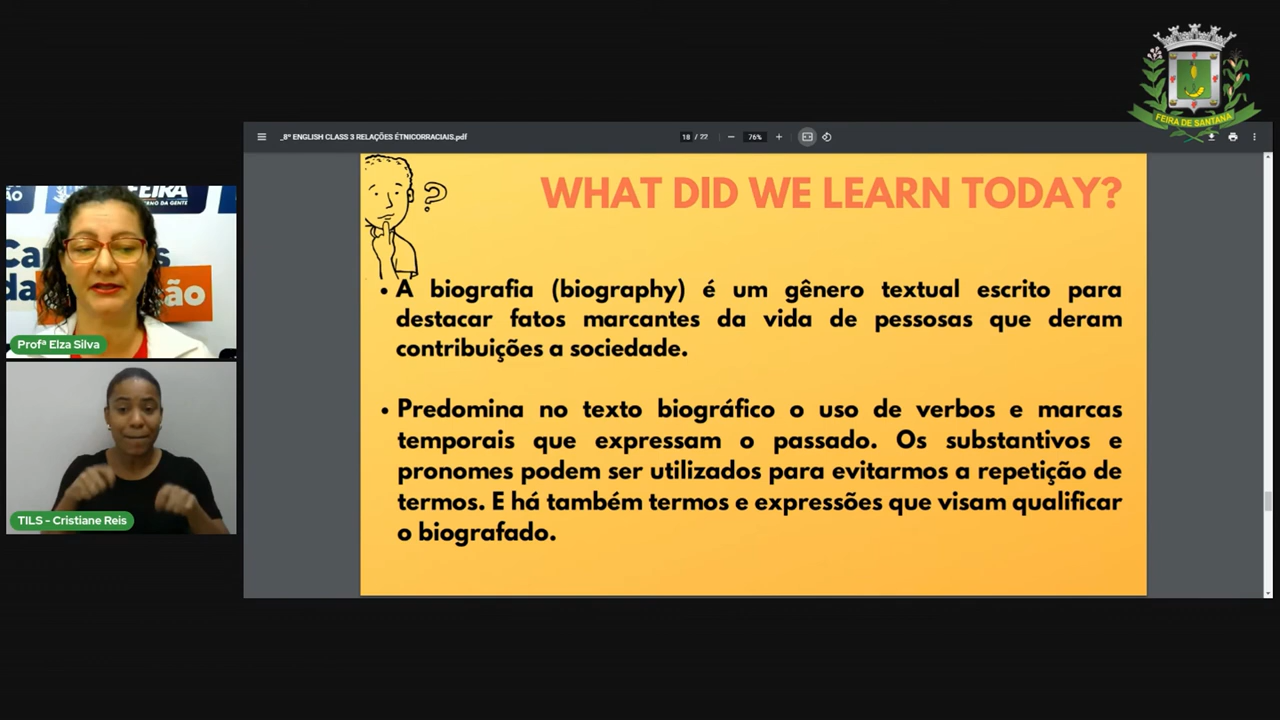 FEIRA DE SANTANA
_8º ENGLISH CLASS 3 RELAÇÕES ÉTNICORRACIAIS.pdf
18 / 22
76%
WHAT DID WE LEARN TODAY?
?
• A biografia (biography) é um gênero textual escrito para
destacar fatos marcantes da vida de pessosas que deram
contribuições a sociedade.
• Predomina no texto biográfico o uso de verbos e marcas
temporais que expressam o passado. Os substantivos e
pronomes podem ser utilizados para evitarmos a repetição de
termos. E há também termos e expressões que visam qualificar
o biografado.
FEIRA
da
Profª Elza Silva
TILS - Cristiane Reis